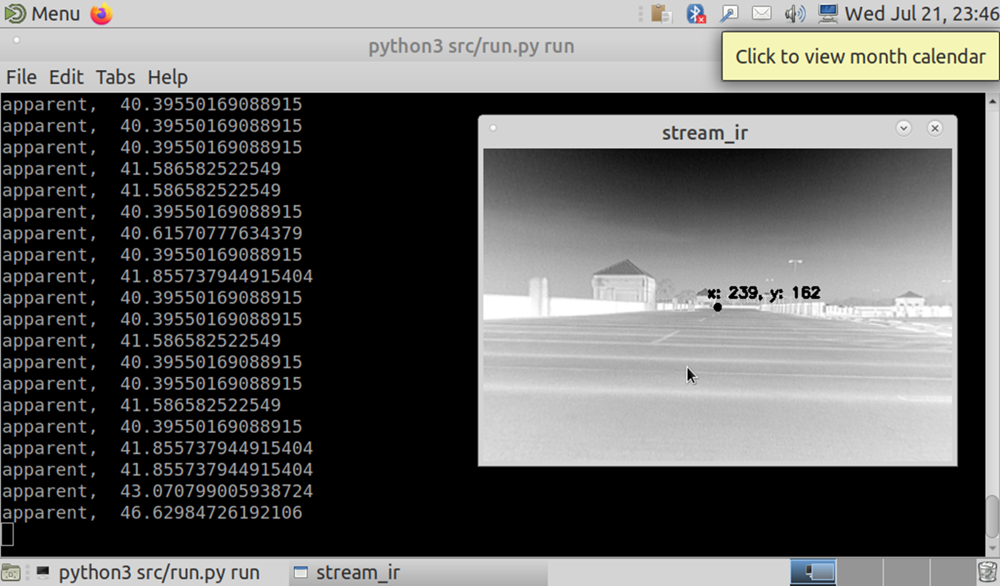 Menu Wed Jul 21, 23:46
python3 src/run.py run
Click to view month calendar
File Edit Tabs Help
apparent, 40.39550169088915
apparent, 40.39550169088915
apparent, 40.39550169088915
apparent, 41.586582522549
apparent, 41.586582522549
apparent, 40.39550169088915
apparent, 40.61570777634379
apparent, 40.39550169088915
apparent, 41.855737944915404
apparent, 40.39550169088915
apparent, 40.39550169088915
apparent, 41.586582522549
apparent, 40.39550169088915
apparent, 40.39550169088915
apparent, 41.586582522549
apparent, 40.39550169088915
apparent, 41.855737944915404
apparent, 41.855737944915404
apparent, 43.070799005938724
apparent, 46.62984726192106
stream_ir
x: 239, y: 162
python3 src/run.py run
stream_ir